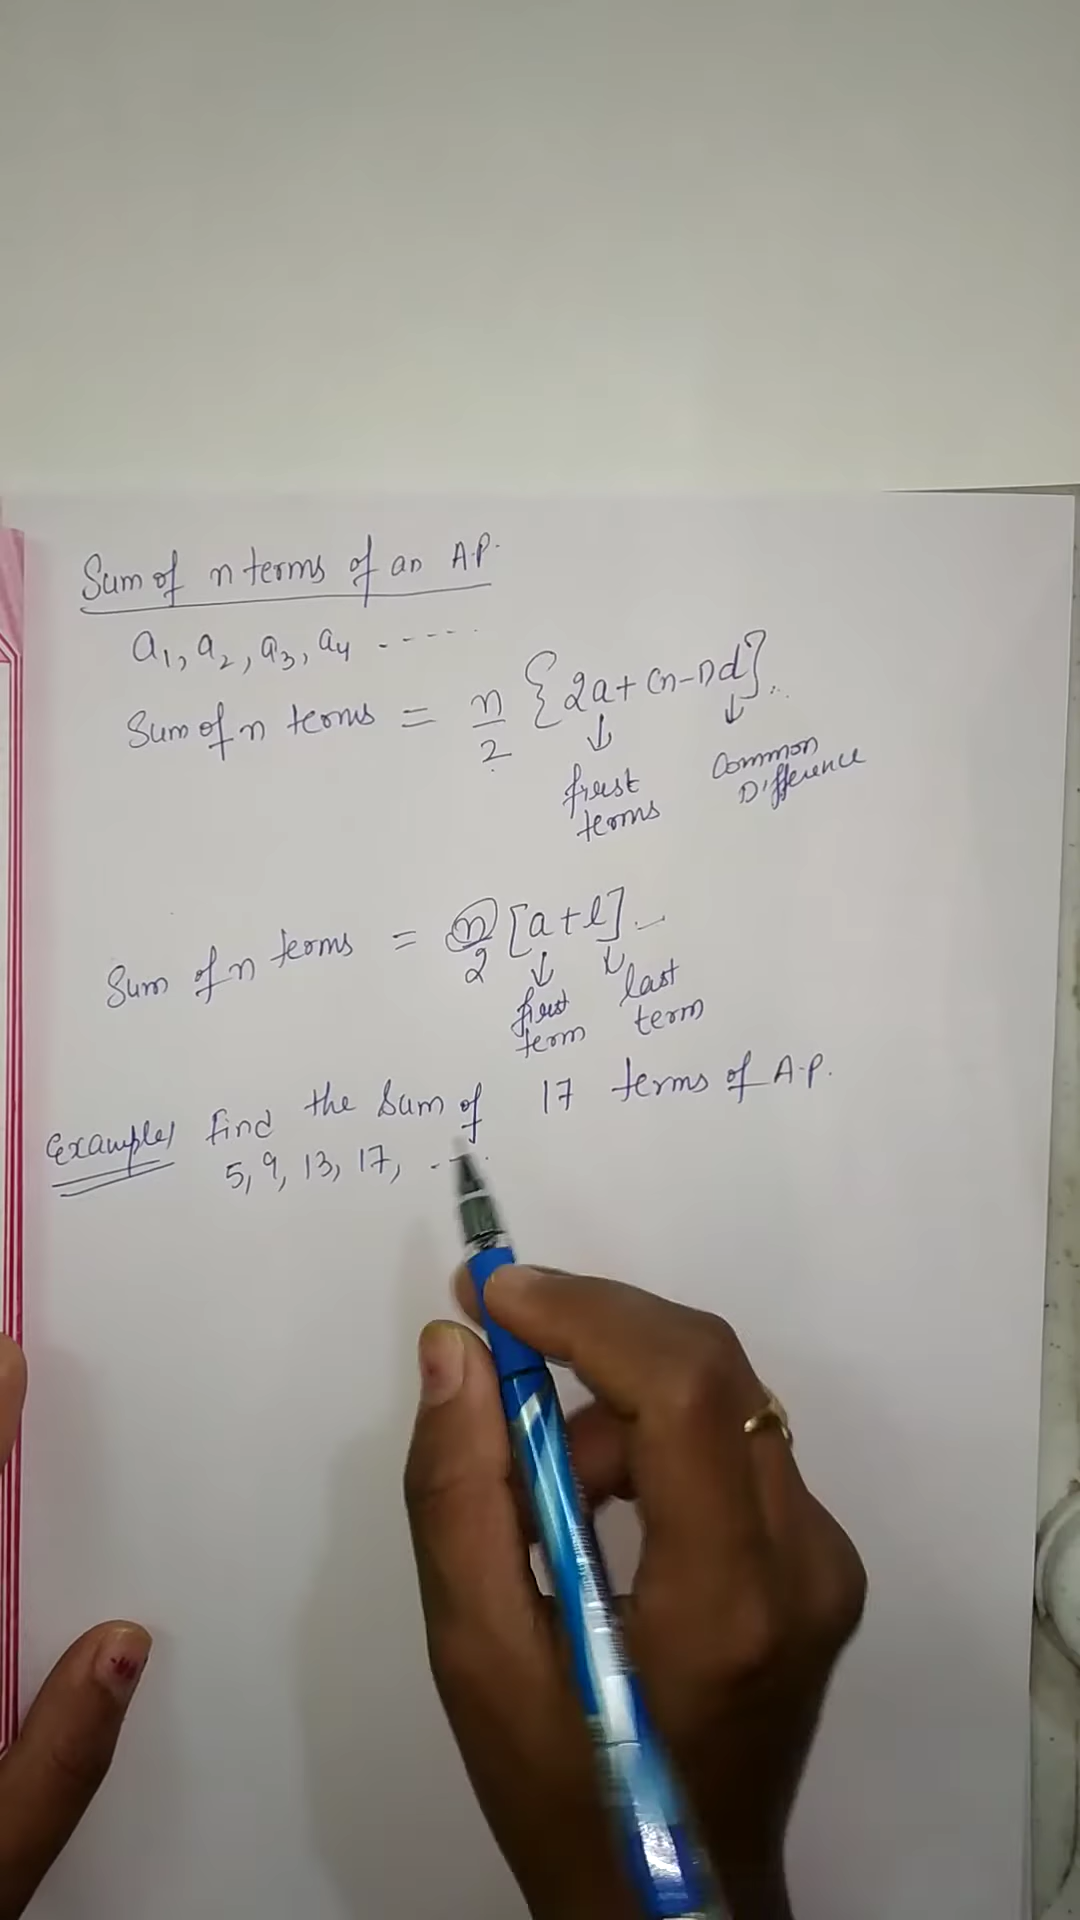 Sum of n terms of an A.P.
a1, a2, a3, a4 -----
Sum of n terms = n/2 {2a+(n-1)d}...
first terms
Common Difference
Sum of n terms = n/2 [a+l]...
first term
last term
Example, find the Sum of 17 terms of A.P.
5, 9, 13, 17, ---